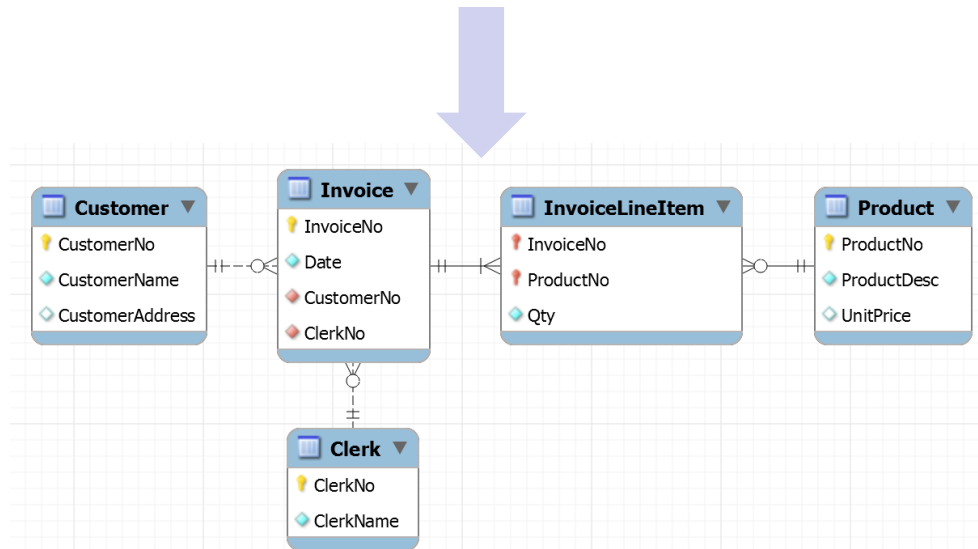 Customer
CustomerNo
CustomerName
CustomerAddress
Invoice
InvoiceNo
Date
CustomerNo
ClerkNo
InvoiceLineItem
InvoiceNo
ProductNo
Qty
Product
ProductNo
ProductDesc
UnitPrice
Clerk
ClerkNo
ClerkName